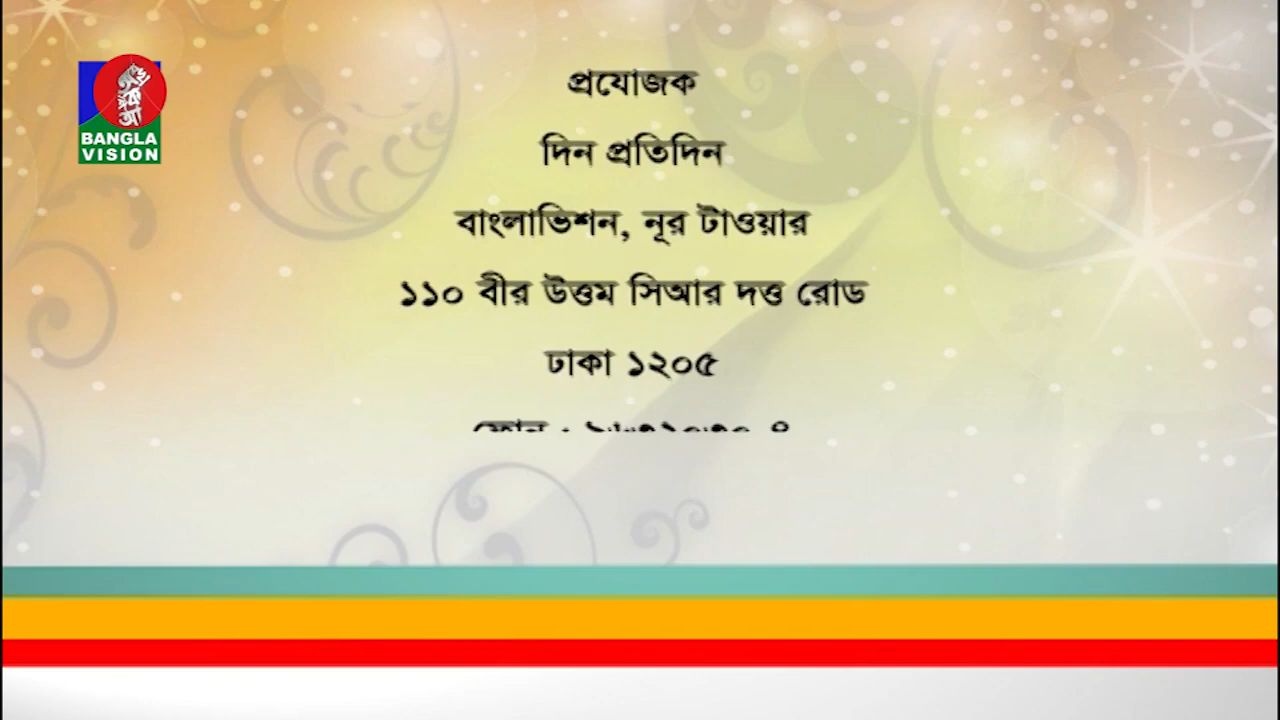 BANGLA
VISION
প্রযোজক
দিন প্রতিদিন
বাংলাভিশন, নূর টাওয়ার
১১০ বীর উত্তম সিআর দত্ত রোড
ঢাকা ১২০৫
ফোন :